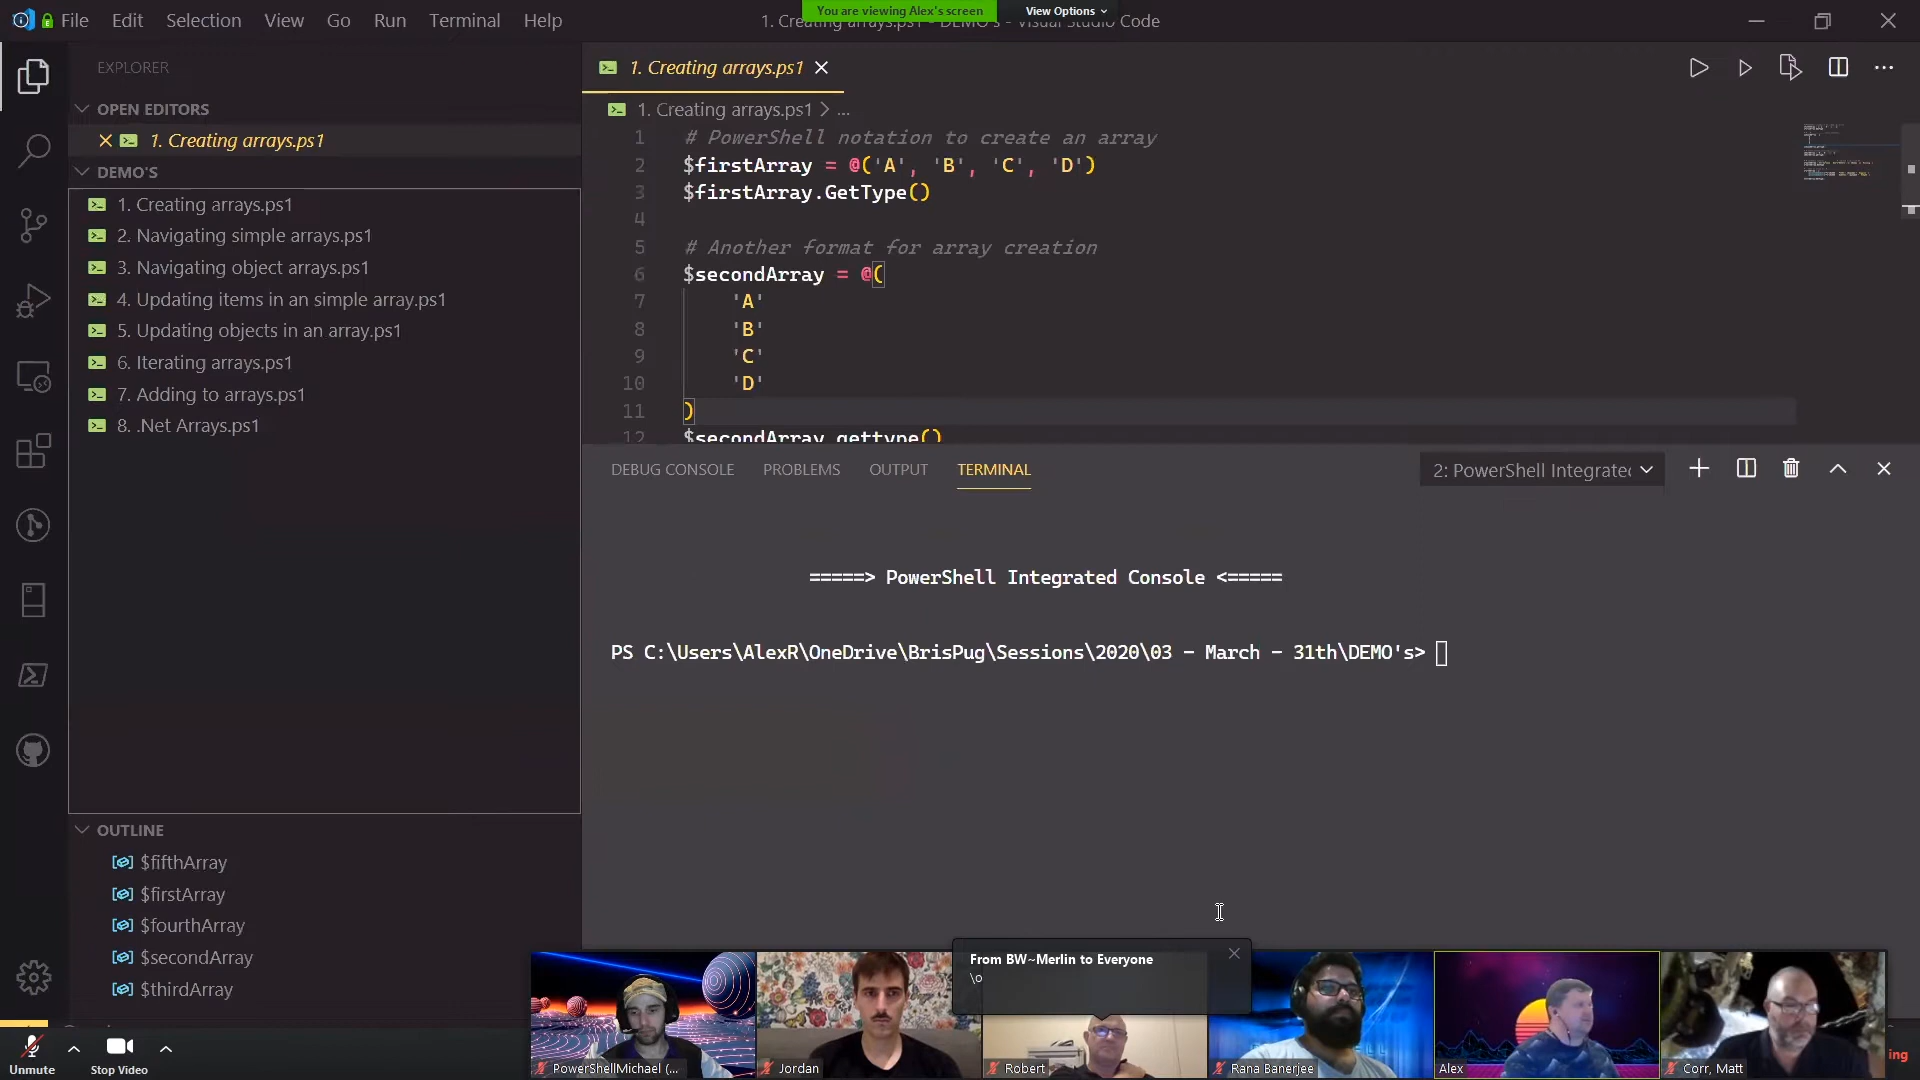 File Edit Selection View Go Run Terminal Help
You are viewing Alex's screen
View Options
EXPLORER
OPEN EDITORS
1. Creating arrays.ps1
DEMO'S
1. Creating arrays.ps1
2. Navigating simple arrays.ps1
3. Navigating object arrays.ps1
4. Updating items in an simple array.ps1
5. Updating objects in an array.ps1
6. Iterating arrays.ps1
7. Adding to arrays.ps1
8. .Net Arrays.ps1
OUTLINE
$fifthArray
$firstArray
$fourthArray
$secondArray
$thirdArray
1. Creating arrays.ps1
1. Creating arrays.ps1 > ...
1 # PowerShell notation to create an array
2 $firstArray = @('A', 'B', 'C', 'D')
3 $firstArray.GetType()
4
5 # Another format for array creation
6 $secondArray = @(
7 'A'
8 'B'
9 'C'
10 'D'
11 )
12 $secondArray.gettype()
DEBUG CONSOLE PROBLEMS OUTPUT TERMINAL
2: PowerShell Integrated
=====> PowerShell Integrated Console <=====
PS C:\Users\AlexR\OneDrive\BrisPug\Sessions\2020\03 - March - 31th\DEMO's>
From BW~Merlin to Everyone
\o
Unmute
Stop Video
PowerShellMichael (...
Jordan
Robert
Rana Banerjee
Alex
Corr, Matt